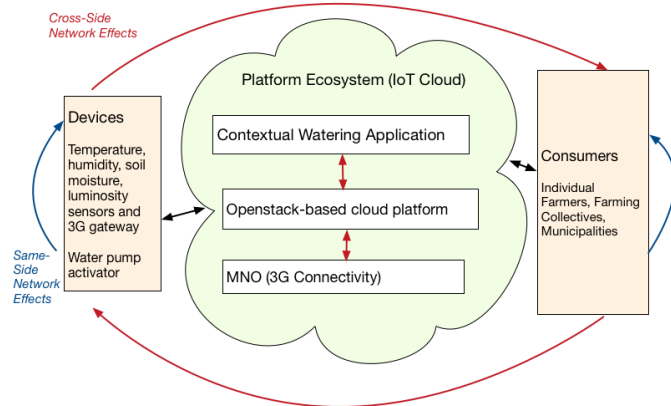 Cross-Side
Network Effects
Platform Ecosystem (IoT Cloud)
Devices
Temperature,
humidity, soil
moisture,
luminosity
sensors and
3G gateway
Water pump
activator
Same-
Side
Network
Effects
Contextual Watering Application
Openstack-based cloud platform
MNO (3G Connectivity)
Consumers
Individual
Farmers, Farming
Collectives,
Municipalities